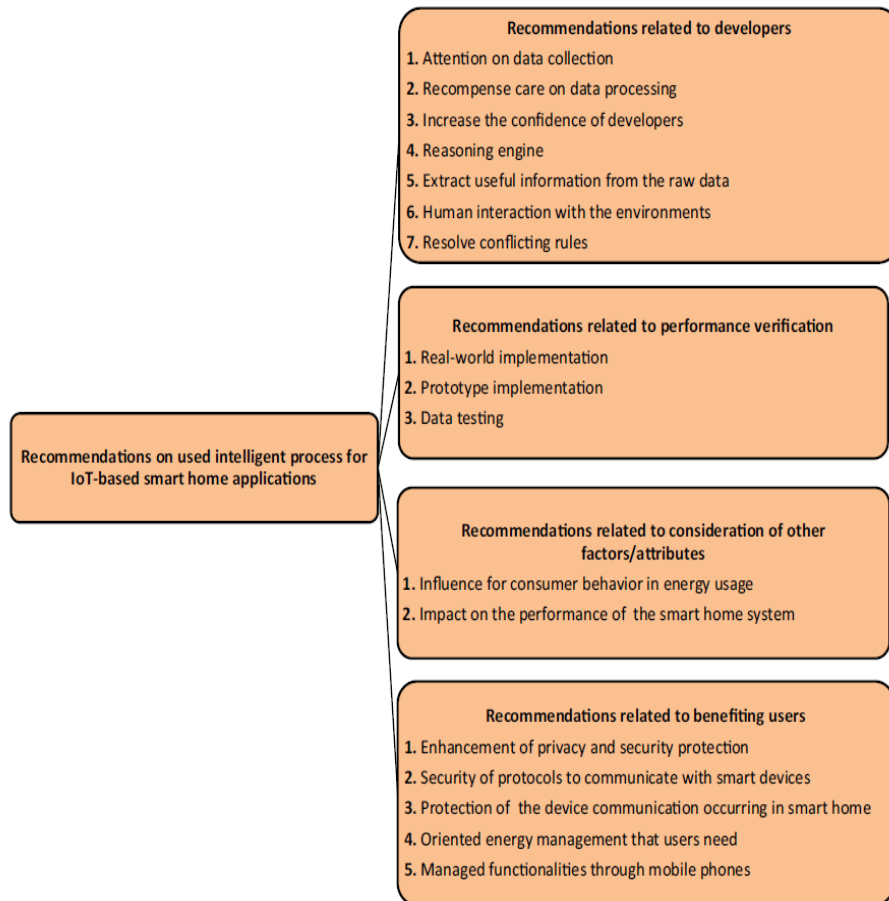 Recommendations related to developers
1. Attention on data collection
2. Recompense care on data processing
3. Increase the confidence of developers
4. Reasoning engine
5. Extract useful information from the raw data
6. Human interaction with the environments
7. Resolve conflicting rules
Recommendations related to performance verification
1. Real-world implementation
2. Prototype implementation
3. Data testing
Recommendations on used intelligent process for
IoT-based smart home applications
Recommendations related to consideration of other
factors/attributes
1. Influence for consumer behavior in energy usage
2. Impact on the performance of the smart home system
Recommendations related to benefiting users
1. Enhancement of privacy and security protection
2. Security of protocols to communicate with smart devices
3. Protection of the device communication occurring in smart home
4. Oriented energy management that users need
5. Managed functionalities through mobile phones